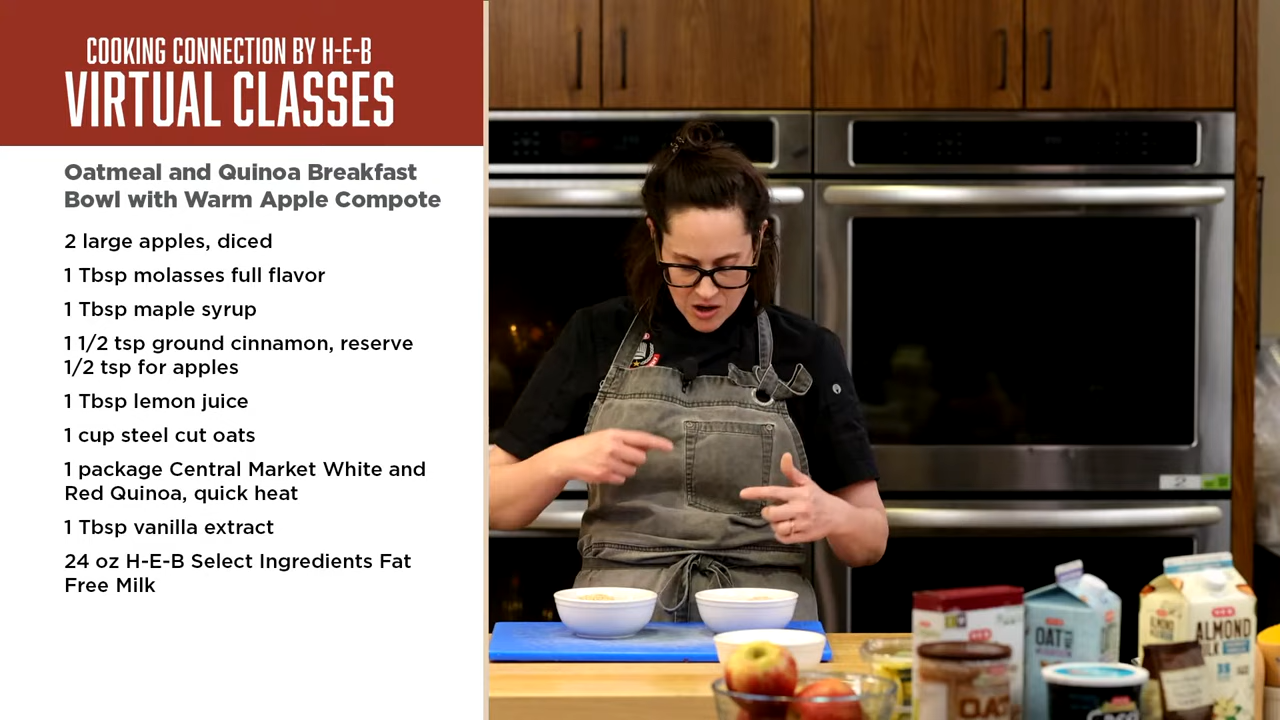 COOKING CONNECTION BY H-E-B
VIRTUAL CLASSES
Oatmeal and Quinoa Breakfast
Bowl with Warm Apple Compote
2 large apples, diced
1 Tbsp molasses full flavor
1 Tbsp maple syrup
1 1/2 tsp ground cinnamon, reserve
1/2 tsp for apples
1 Tbsp lemon juice
1 cup steel cut oats
1 package Central Market White and
Red Quinoa, quick heat
1 Tbsp vanilla extract
24 oz H-E-B Select Ingredients Fat
Free Milk
OAT
ALMOND
MILK
ALMOND
OAT